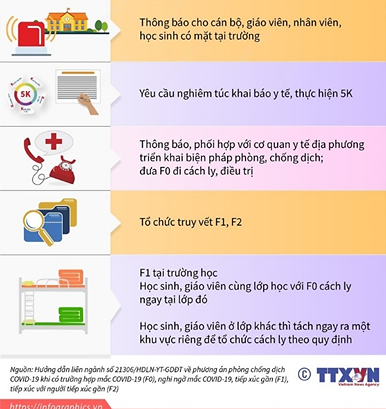 Thông báo cho cán bộ, giáo viên, nhân viên,
học sinh có mặt tại trường
5K
Yêu cầu nghiêm túc khai báo y tế, thực hiện 5K
Thông báo, phối hợp với cơ quan y tế địa phương
triển khai biện pháp phòng, chống dịch;
đưa F0 đi cách ly, điều trị
Tổ chức truy vết F1, F2
F1 tại trường học
Học sinh, giáo viên cùng lớp học với F0 cách ly
ngay tại lớp đó
Học sinh, giáo viên ở lớp khác thì tách ngay ra một
khu vực riêng để tổ chức cách ly theo quy định
Nguồn: Hướng dẫn liên ngành số 21306/HDLN-YT-GDĐT về phương án phòng chống dịch
COVID-19 khi có trường hợp mắc COVID-19 (F0), nghi ngờ mắc COVID-19, tiếp xúc gần (F1),
tiếp xúc với người tiếp xúc gần (F2)
© TTXVN
Vietnam News Agency
https://infographics.vn